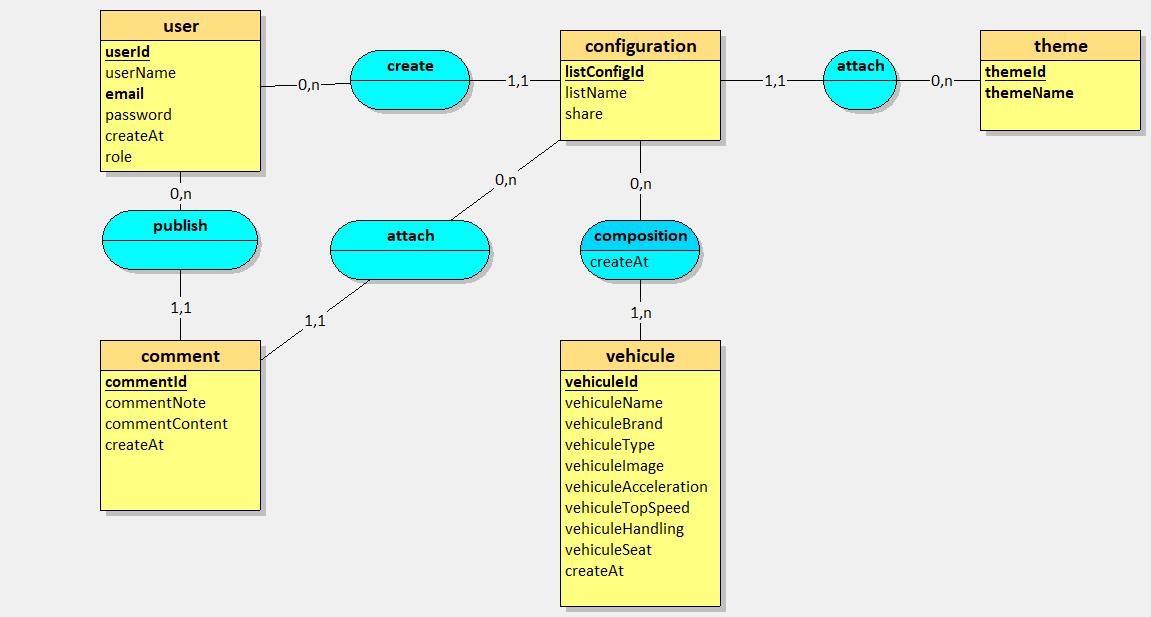 user
userId
userName
email
password
createAt
role
0,n
create
1,1
configuration
listConfigId
listName
share
1,1
attach
0,n
theme
themeId
themeName
0,n
publish
1,1
0,n
attach
1,1
0,n
composition
createAt
1,n
comment
commentId
commentNote
commentContent
createAt
vehicule
vehiculeId
vehiculeName
vehiculeBrand
vehiculeType
vehiculeImage
vehiculeAcceleration
vehiculeTopSpeed
vehiculeHandling
vehiculeSeat
createAt